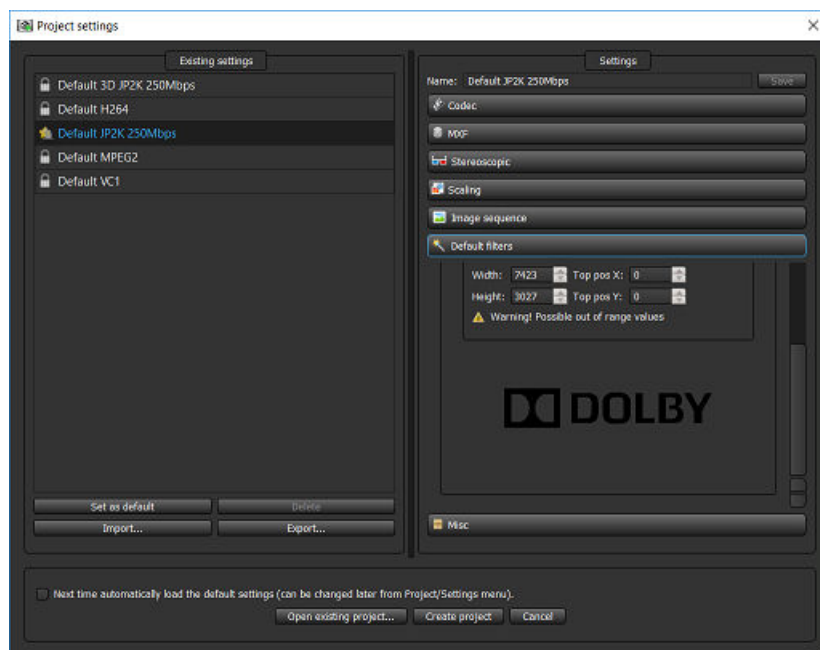 Project settings
Existing settings
Default 3D JP2K 250Mbps
Default H264
Default JP2K 250Mbps
Default MPEG2
Default VC1
Set as default
Delete
Import...
Export...
Settings
Name: Default JP2K 250Mbps
Save
Codec
MXF
Stereoscopic
Scaling
Image sequence
Default filters
Width: 7423 Top pos X: 0
Height: 3027 Top pos Y: 0
Warning! Possible out of range values
DOLBY
Misc
Next time automatically load the default settings (can be changed later from Project/Settings menu).
Open existing project...
Create project
Cancel